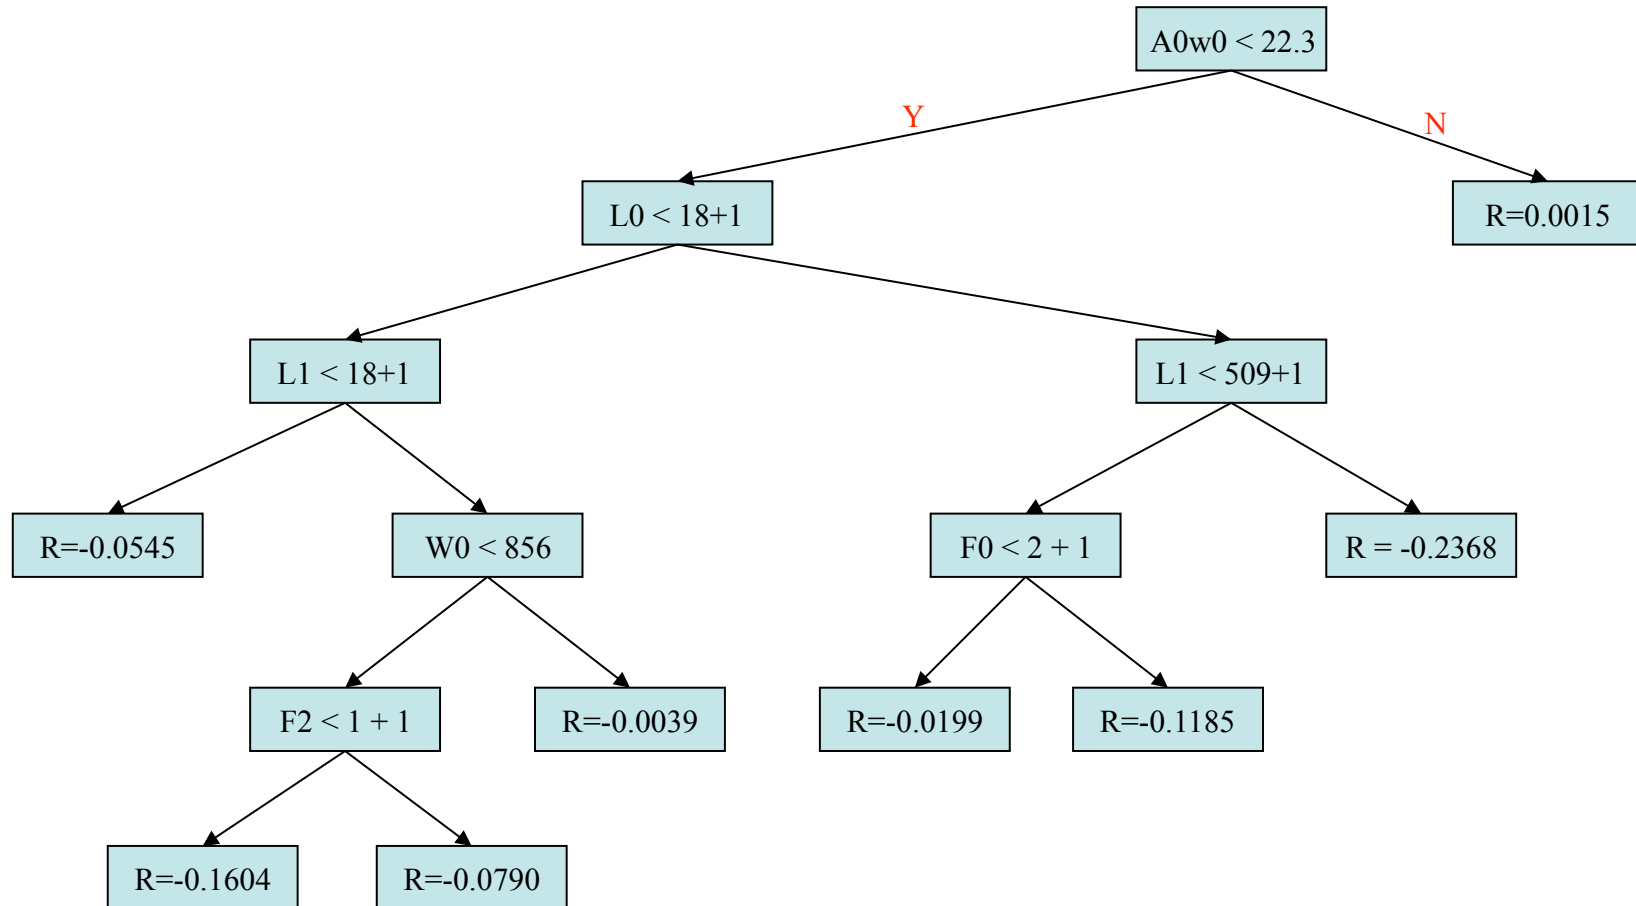 A0w0 < 22.3
Y
N
L0 < 18+1
R=0.0015
L1 < 18+1
L1 < 509+1
R=-0.0545
W0 < 856
F0 < 2 + 1
R = -0.2368
F2 < 1 + 1
R=-0.0039
R=-0.0199
R=-0.1185
R=-0.1604
R=-0.0790